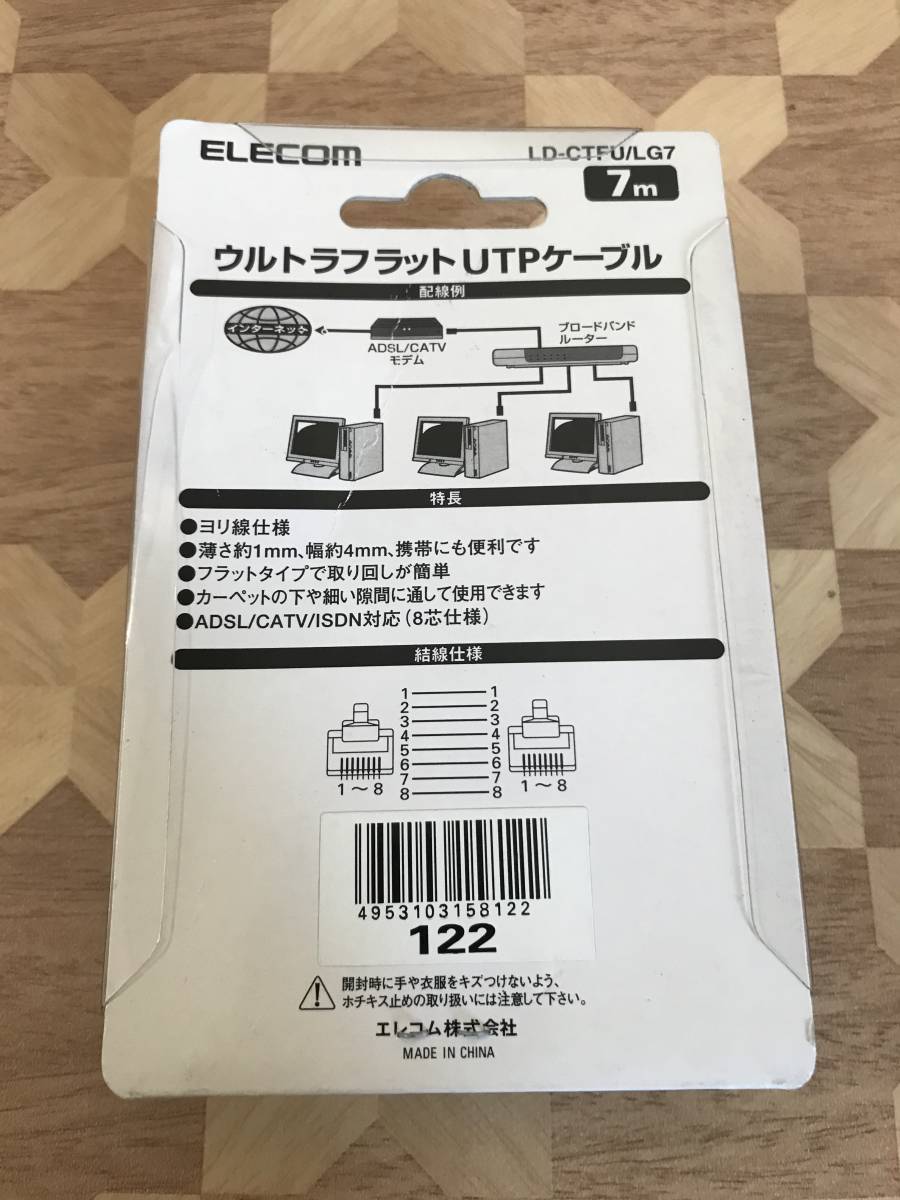 ELECOM
LD-CTFU/LG7
7m
ウルトラフラットUTPケーブル
配線例
インターネット
ADSL/CATV
モデム
ブロードバンド
ルーター
特長
●ヨリ線仕様
●薄さ約1mm、幅約4mm、携帯にも便利です
●フラットタイプで取り回しが簡単
●カーペットの下や細い隙間に通して使用できます
●ADSL/CATV/ISDN対応(8芯仕様)
結線仕様
1 1
2 2
3 3
4 4
5 5
6 6
7 7
8 8
1〜8
1〜8
4953103158122
122
開封時に手や衣服をキズつけないよう、
ホチキス止めの取り扱いには注意して下さい。
エレコム株式会社
MADE IN CHINA